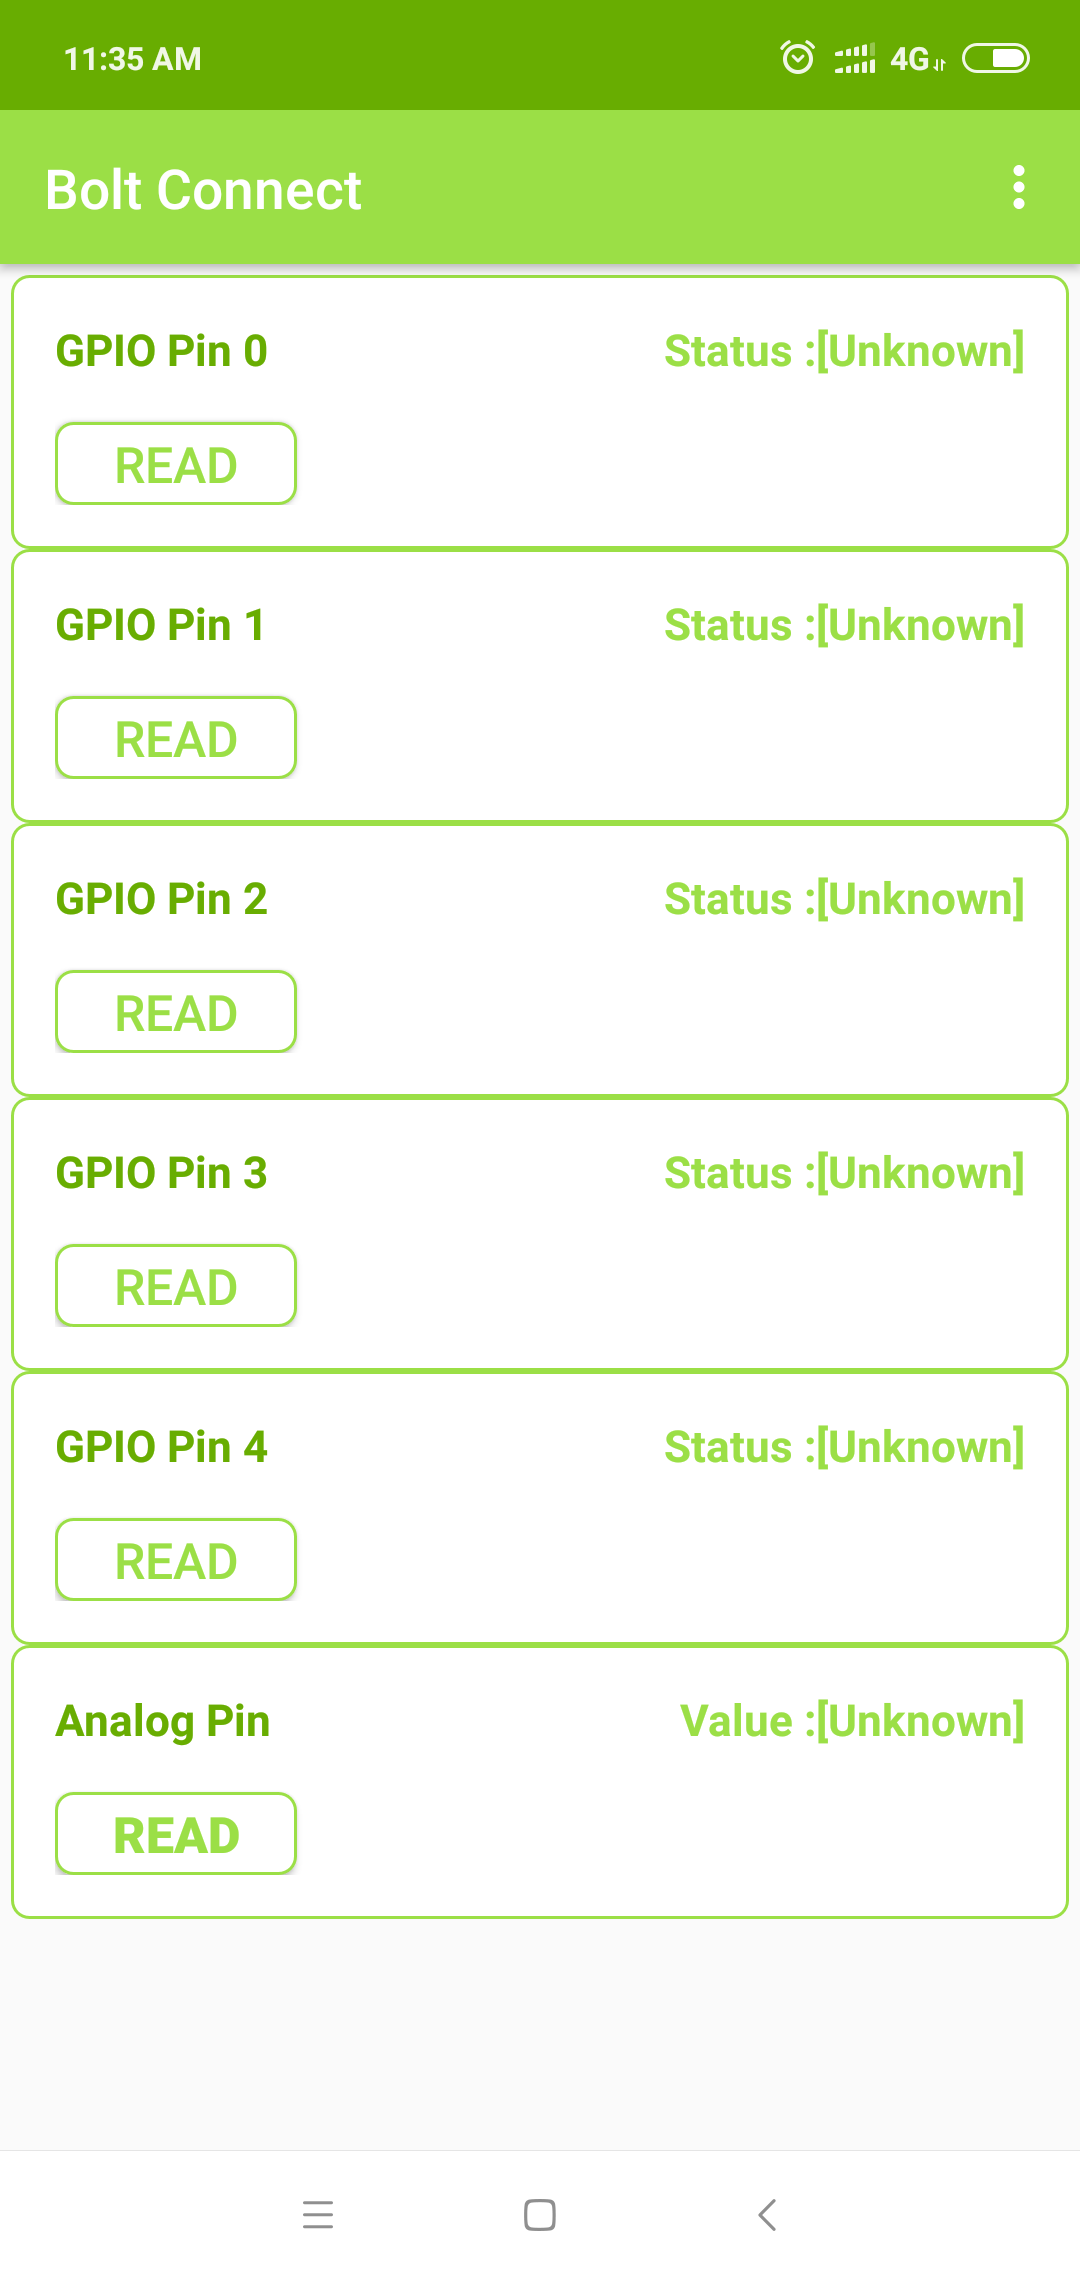 11:35 AM 4G
Bolt Connect
GPIO Pin 0 Status :[Unknown]
READ
GPIO Pin 1 Status :[Unknown]
READ
GPIO Pin 2 Status :[Unknown]
READ
GPIO Pin 3 Status :[Unknown]
READ
GPIO Pin 4 Status :[Unknown]
READ
Analog Pin Value :[Unknown]
READ